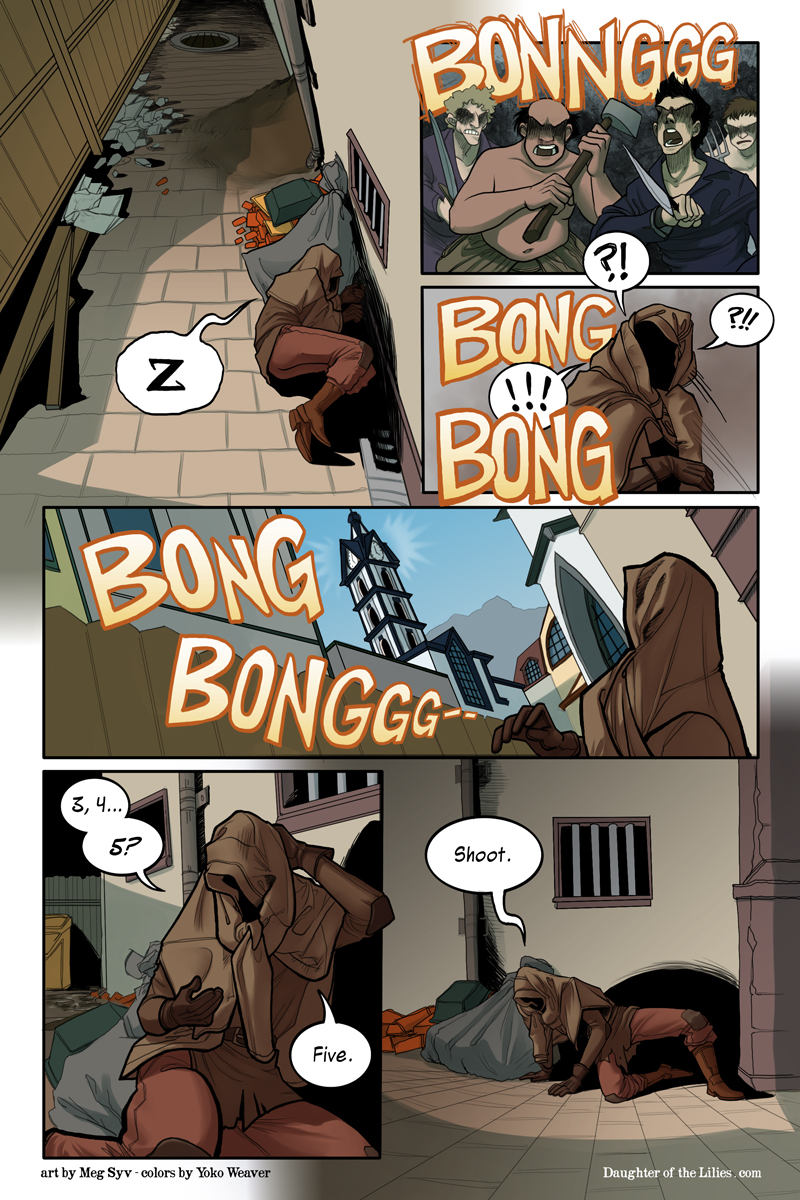 Z
BONNGGG
?!
BONG
?!!
!!!
BONG
BONG
BONGGGG--
3, 4...
5?
Five.
Shoot.
art by Meg Syv - colors by Yoko Weaver
Daughter of the Lilies . com